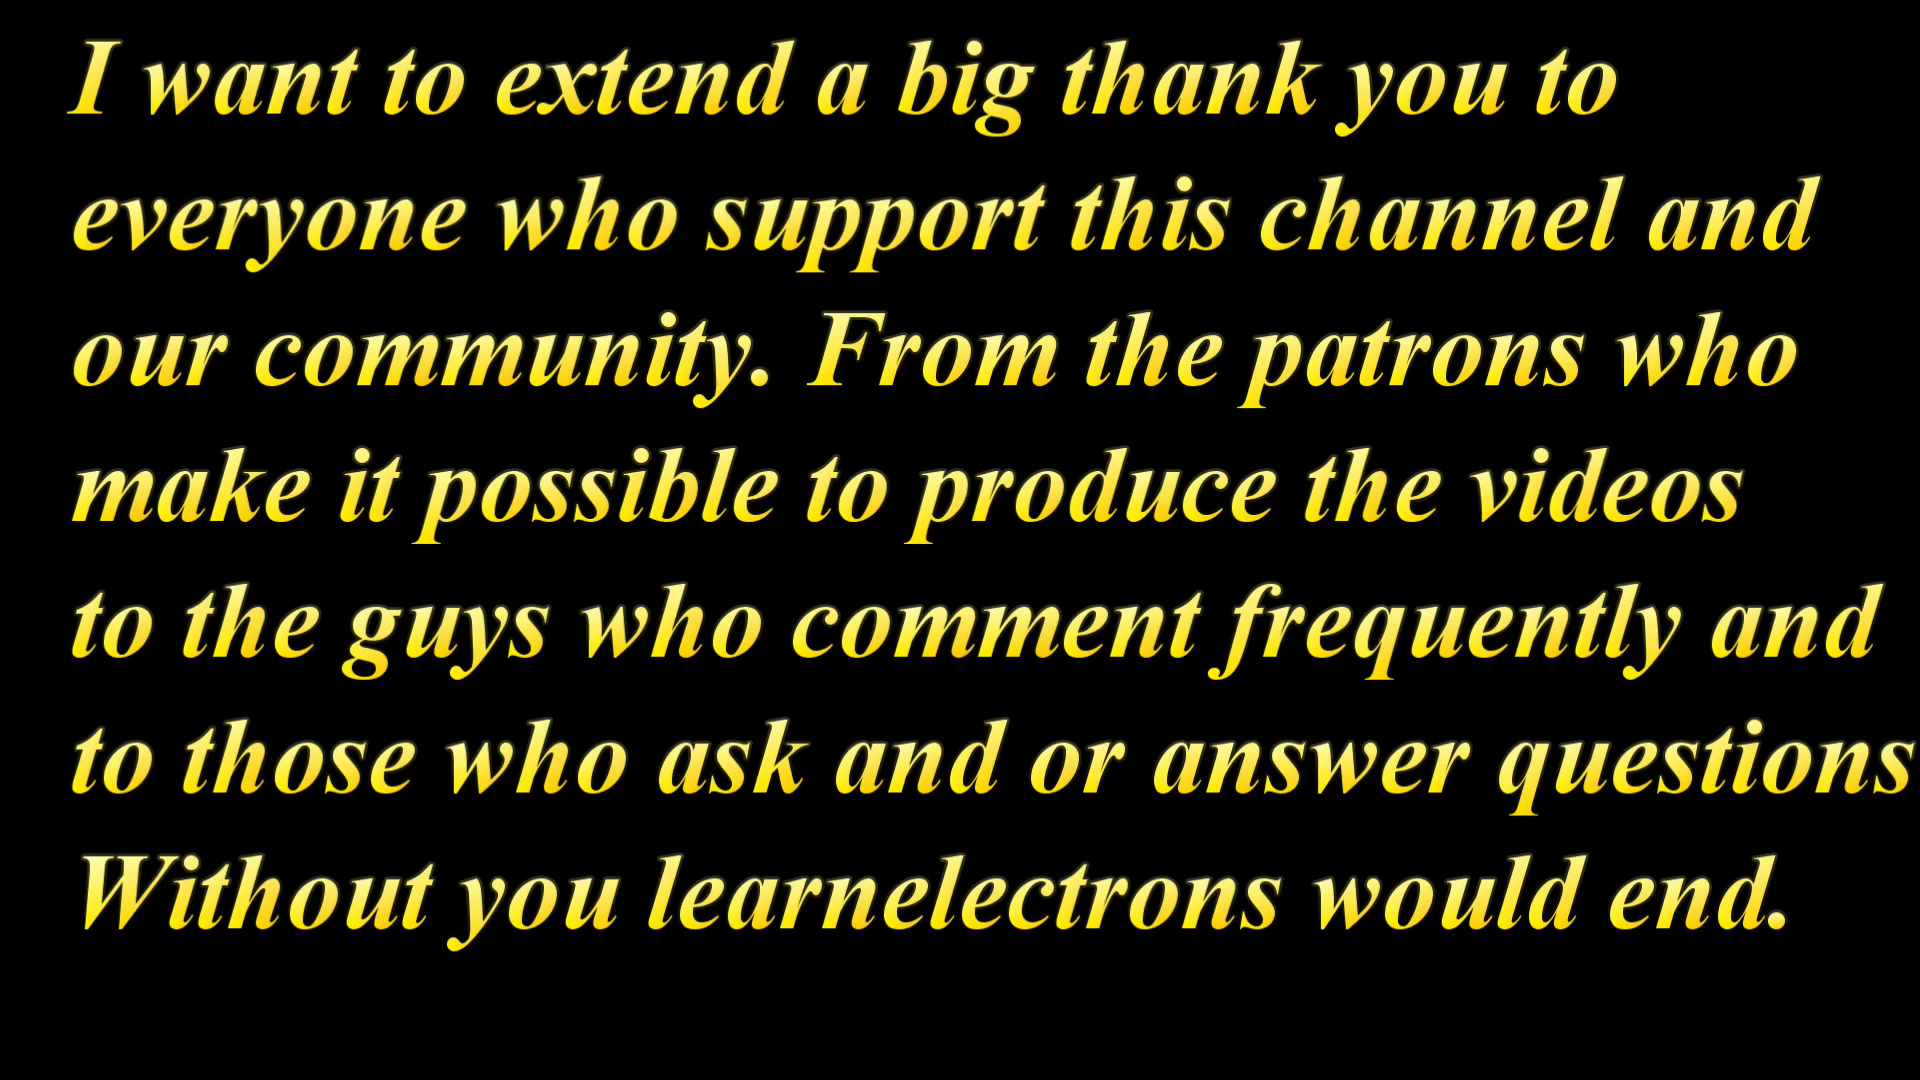 I want to extend a big thank you to
everyone who support this channel and
our community. From the patrons who
make it possible to produce the videos
to the guys who comment frequently and
to those who ask and or answer questions
Without you learnelectrons would end.